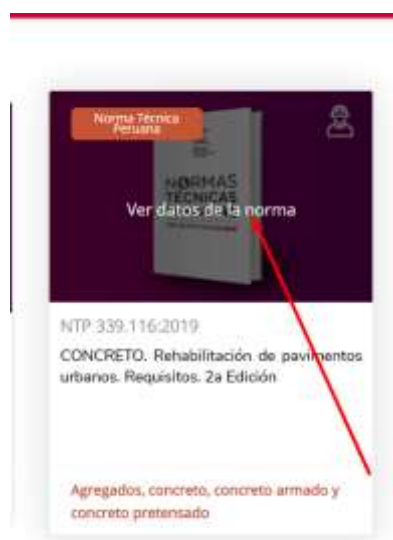 Norma Técnica
Peruana
NORMAS
TÉCNICAS
Ver datos de la norma
NTP 339.116:2019
CONCRETO. Rehabilitación de pavimentos
urbanos. Requisitos. 2a Edición
Agregados, concreto, concreto armado y
concreto pretensado